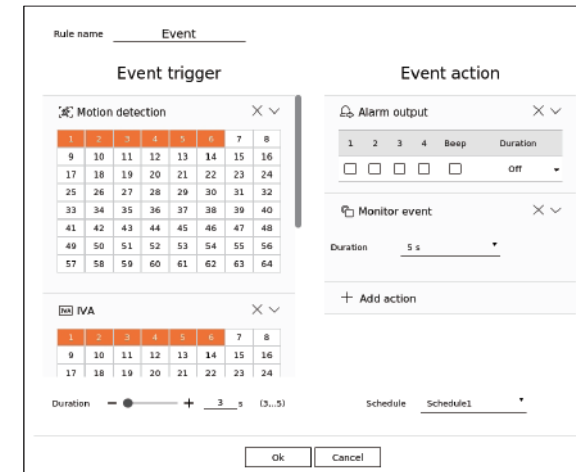 Rule name Event
Event trigger
Motion detection
1 2 3 4 5 6 7 8
9 10 11 12 13 14 15 16
17 18 19 20 21 22 23 24
25 26 27 28 29 30 31 32
33 34 35 36 37 38 39 40
41 42 43 44 45 46 47 48
49 50 51 52 53 54 55 56
57 58 59 60 61 62 63 64
IVA IVA
1 2 3 4 5 6 7 8
9 10 11 12 13 14 15 16
17 18 19 20 21 22 23 24
Duration 3 s (3...5)
Event action
Alarm output
1 2 3 4 Beep Duration
Off
Monitor event
Duration 5 s
+ Add action
Schedule Schedule1
Ok Cancel